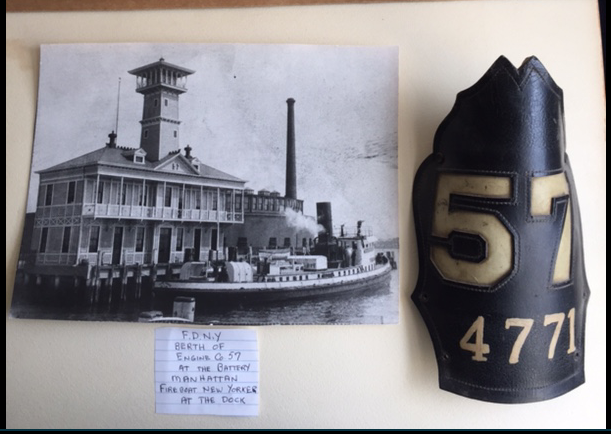 57
4771
F.D.N.Y
BERTH OF
ENGINE Co 57
AT THE BATTERY
MANHATTAN
FIREBOAT NEW YORKER
AT THE DOCK